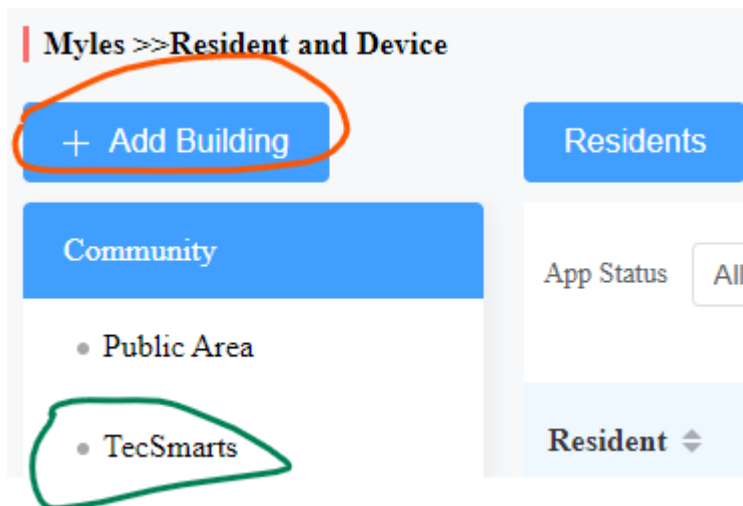 Myles >>Resident and Device
+ Add Building
Residents
Community
App Status
All
Public Area
TecSmarts
Resident